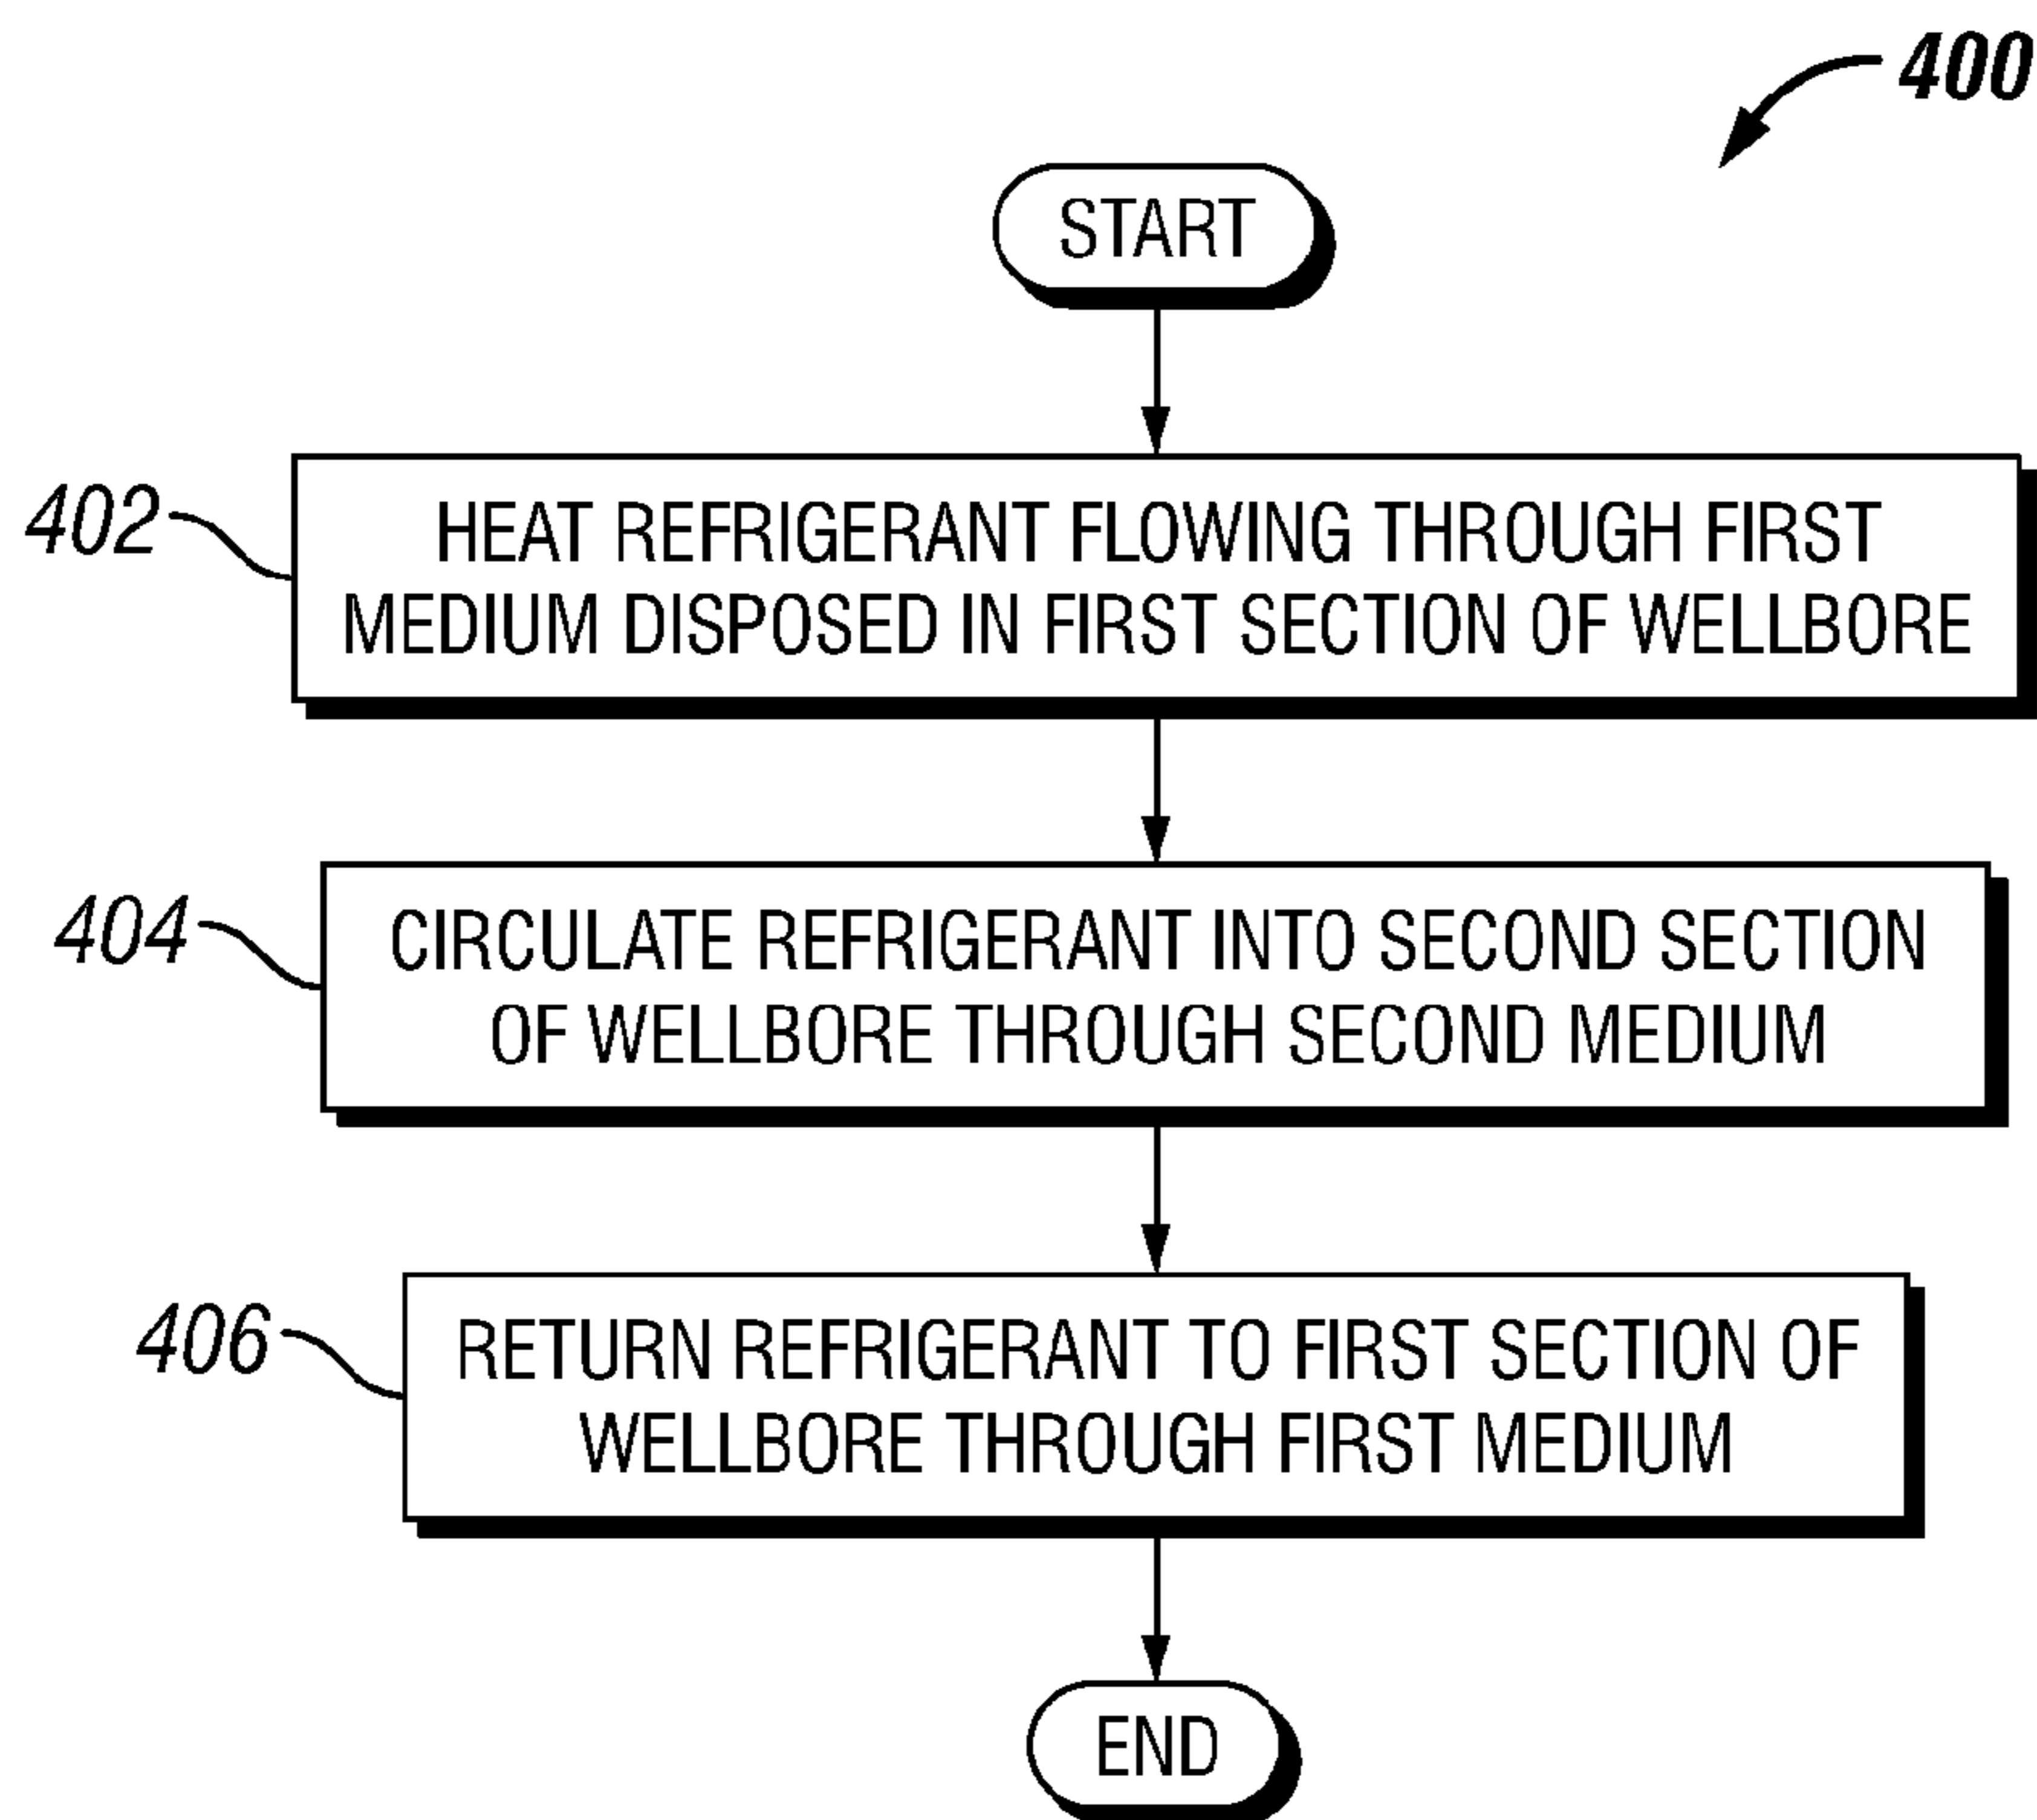 400
START
402
HEAT REFRIGERANT FLOWING THROUGH FIRST
MEDIUM DISPOSED IN FIRST SECTION OF WELLBORE
404
CIRCULATE REFRIGERANT INTO SECOND SECTION
OF WELLBORE THROUGH SECOND MEDIUM
406
RETURN REFRIGERANT TO FIRST SECTION OF
WELLBORE THROUGH FIRST MEDIUM
END